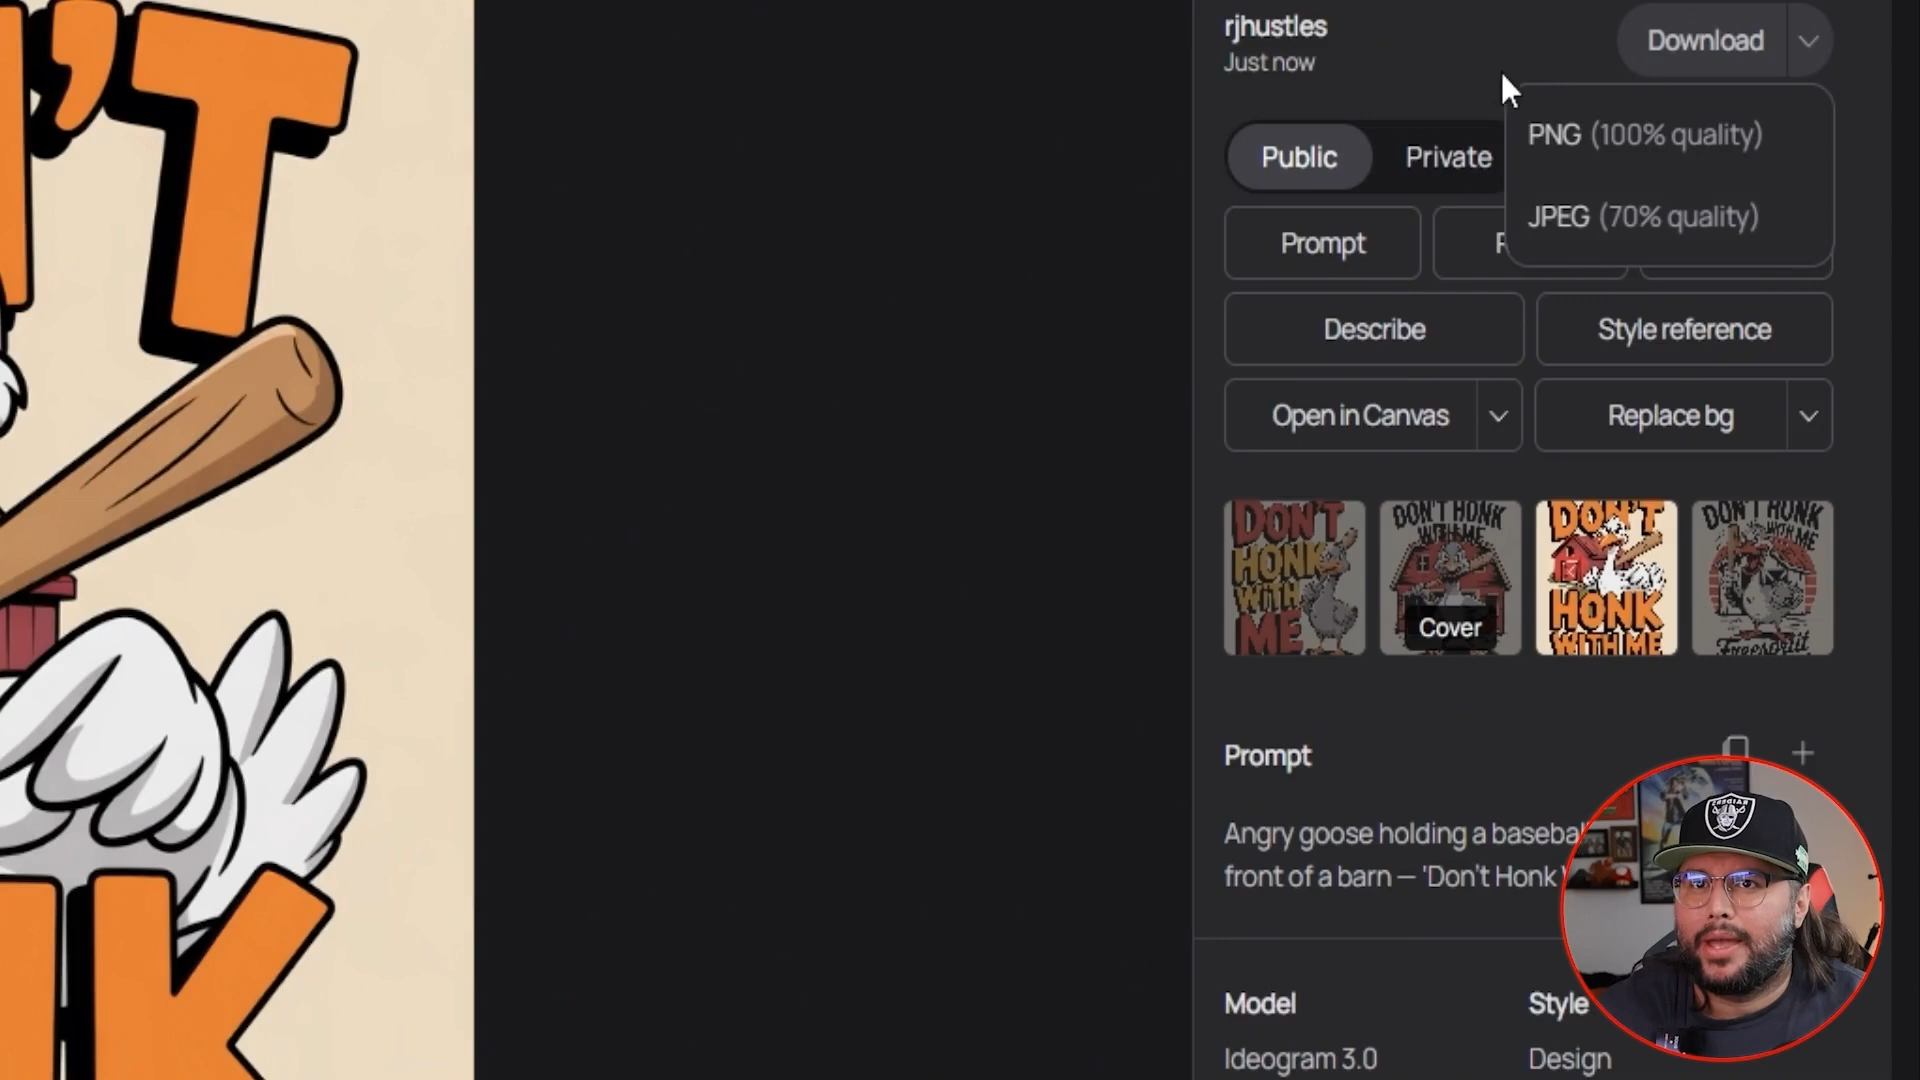 'T
K
rjhustles
Just now
Download
PNG (100% quality)
JPEG (70% quality)
Public
Private
Prompt
Describe
Style reference
Open in Canvas
Replace bg
DON'T
HONK
WITH
ME
DON'T HONK
WITH ME
Cover
DON'T
HONK
WITH ME
DON'T HONK
WITH ME
Prompt
Angry goose holding a baseba
front of a barn — 'Don't Honk
RAIDERS
Model
Style
Ideogram 3.0
Design